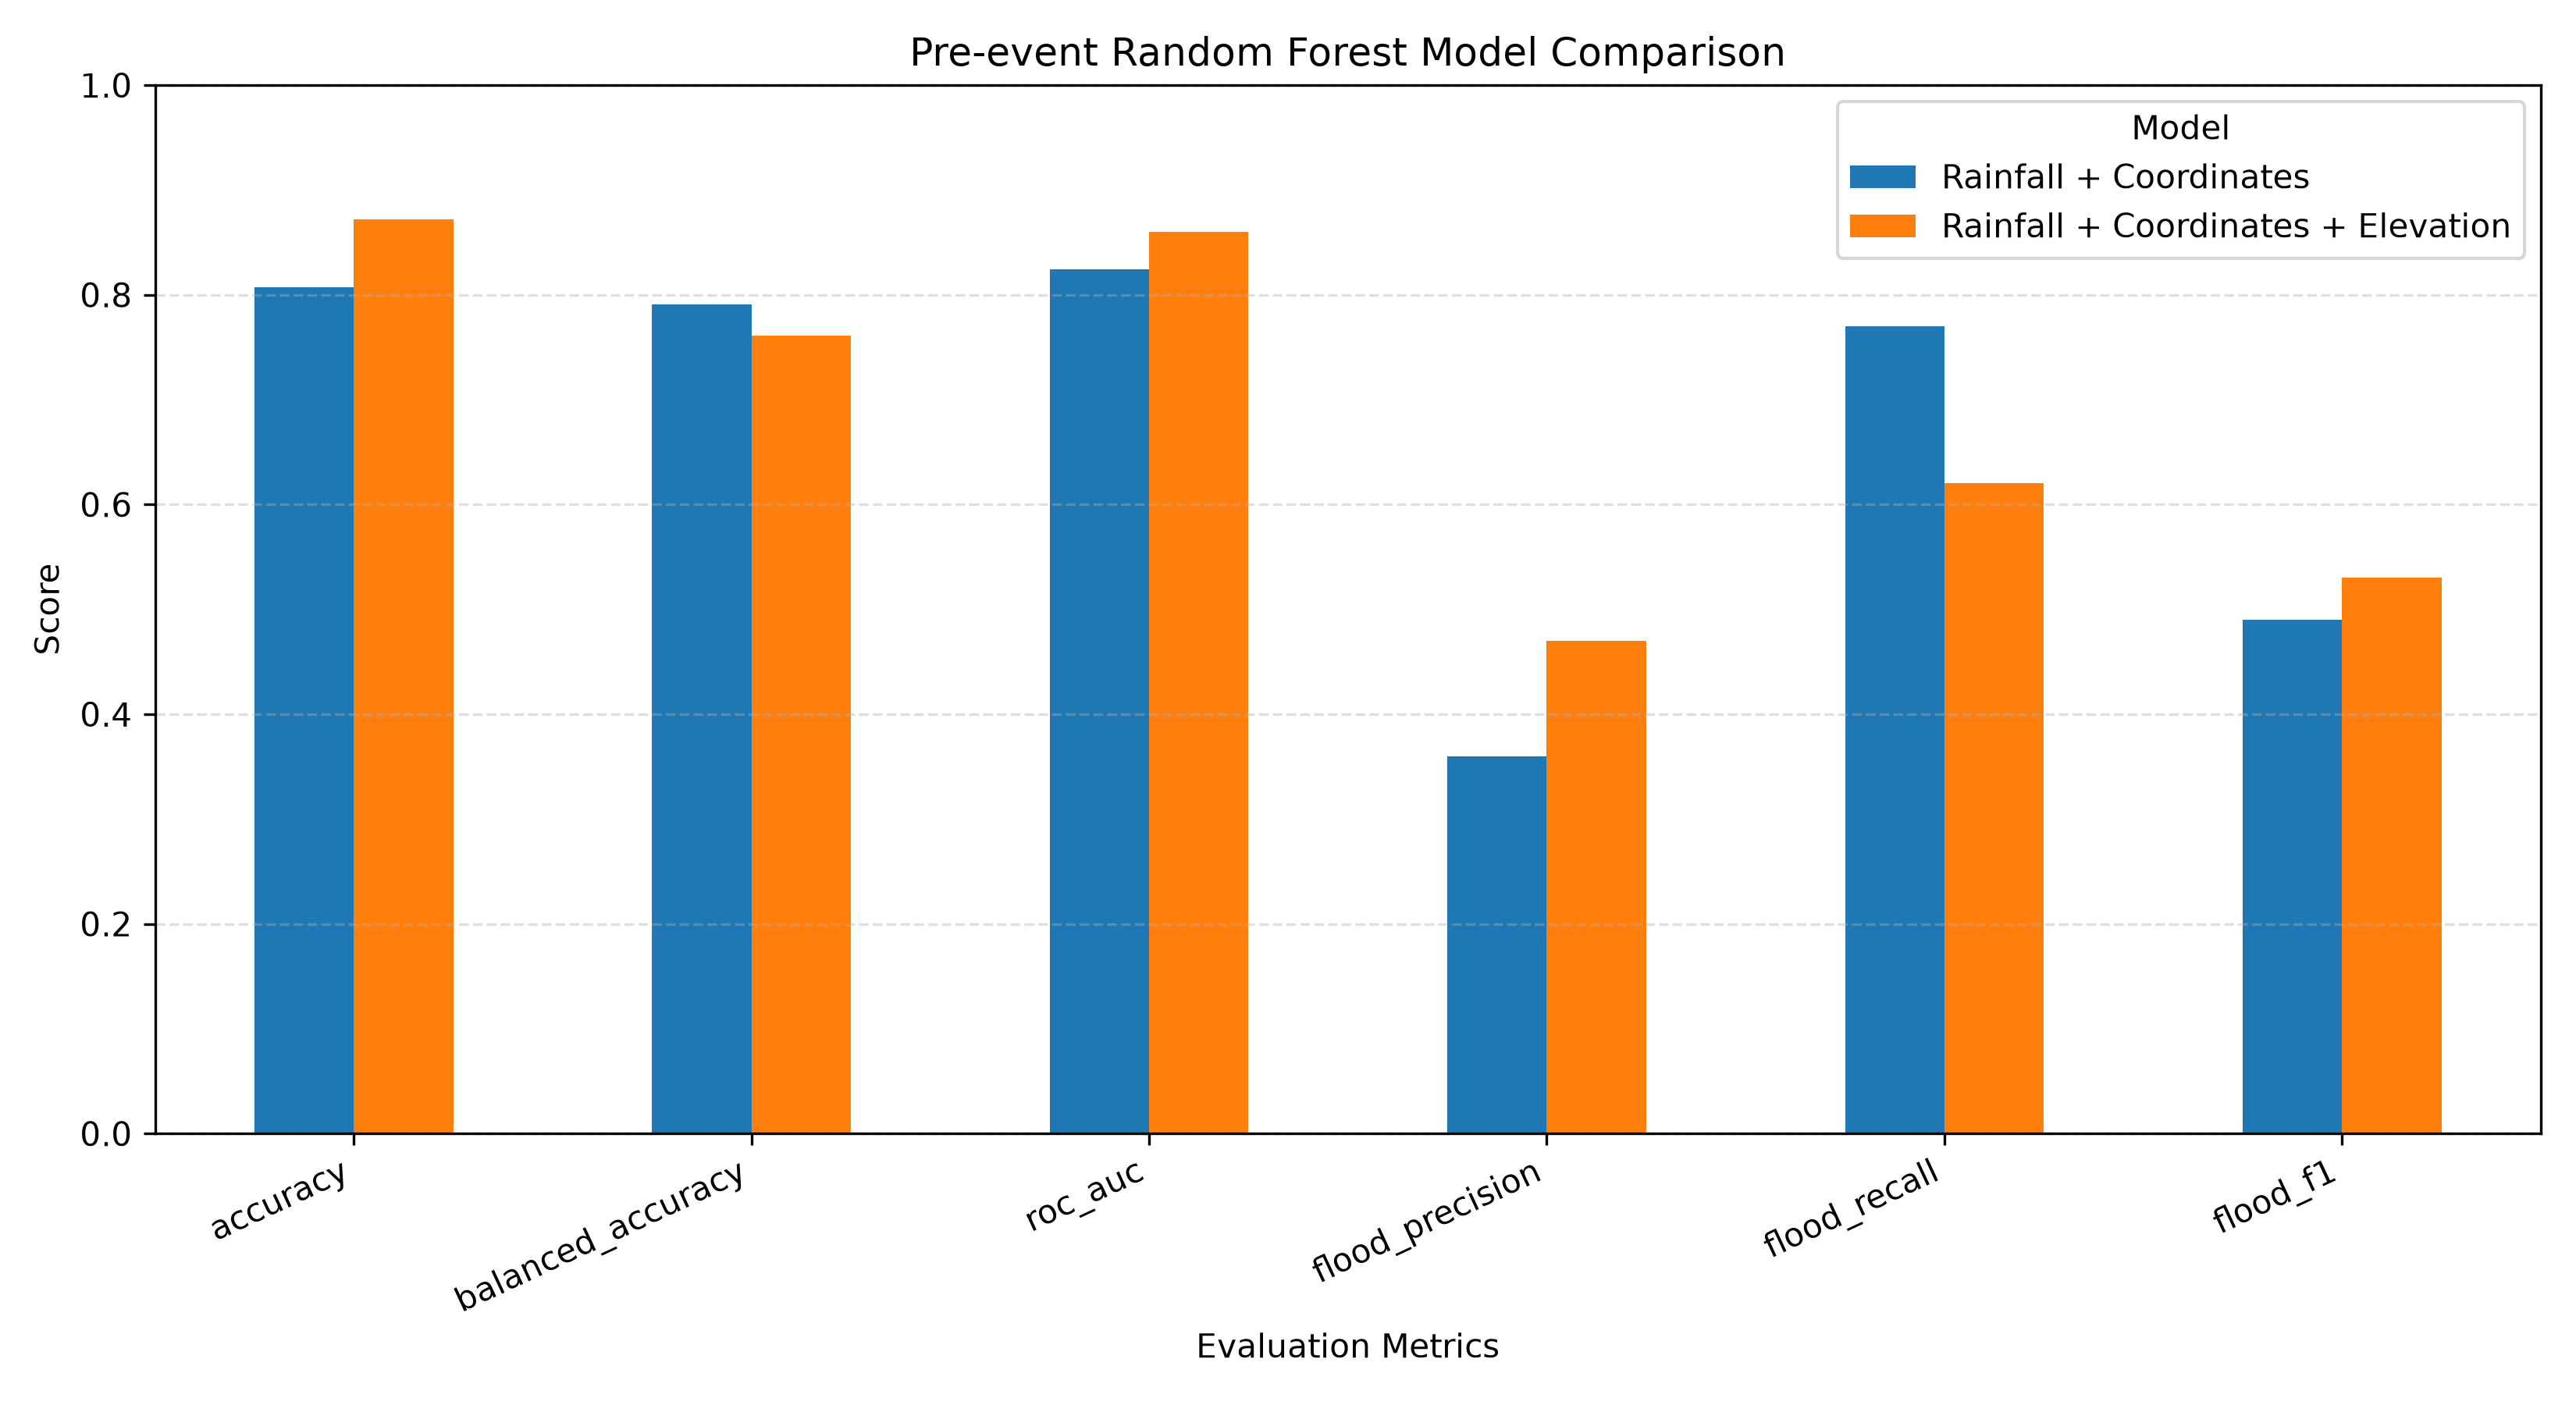 Pre-event Random Forest Model Comparison
Model
Rainfall + Coordinates
Rainfall + Coordinates + Elevation
1.0
0.8
0.6
0.4
0.2
0.0
Score
accuracy
balanced_accuracy
roc_auc
flood_precision
flood_recall
flood_f1
Evaluation Metrics